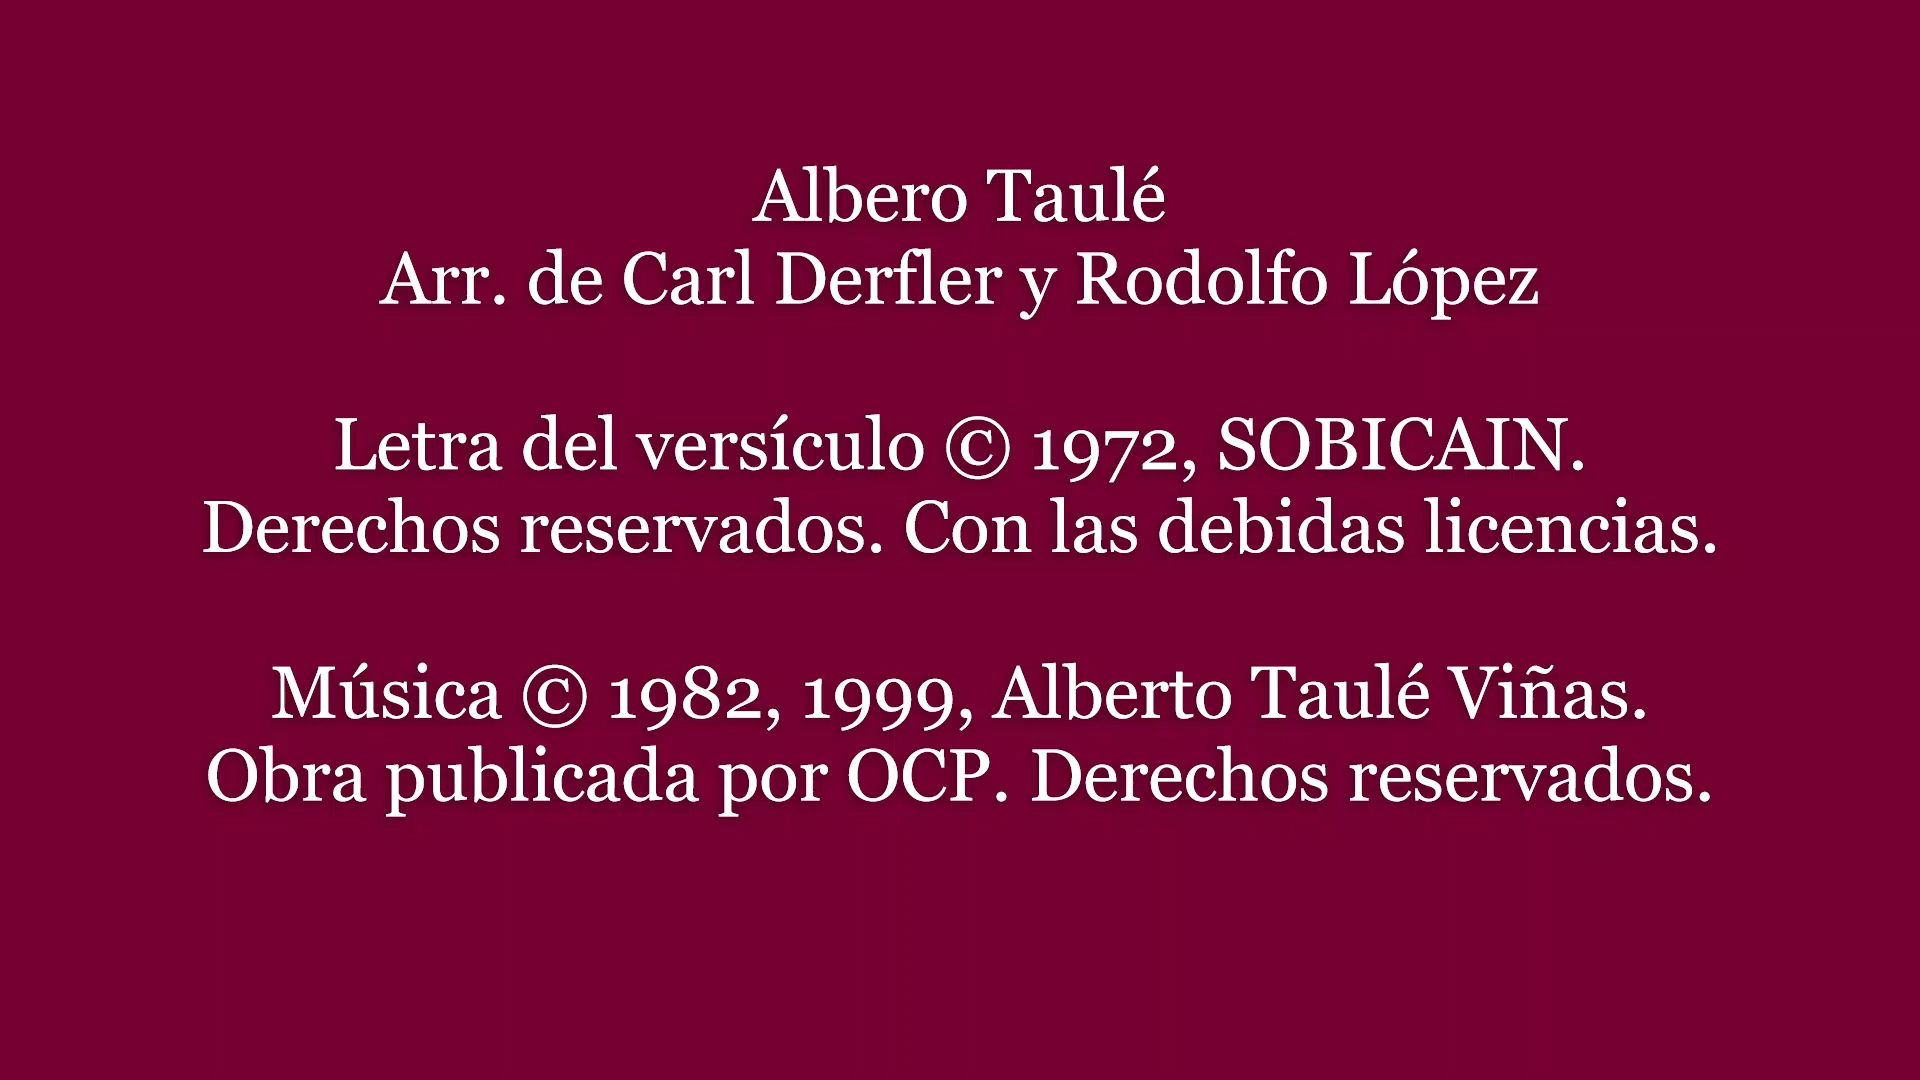 Albero Taulé
Arr. de Carl Derfler y Rodolfo López
Letra del versículo © 1972, SOBICAIN.
Derechos reservados. Con las debidas licencias.
Música © 1982, 1999, Alberto Taulé Viñas.
Obra publicada por OCP. Derechos reservados.